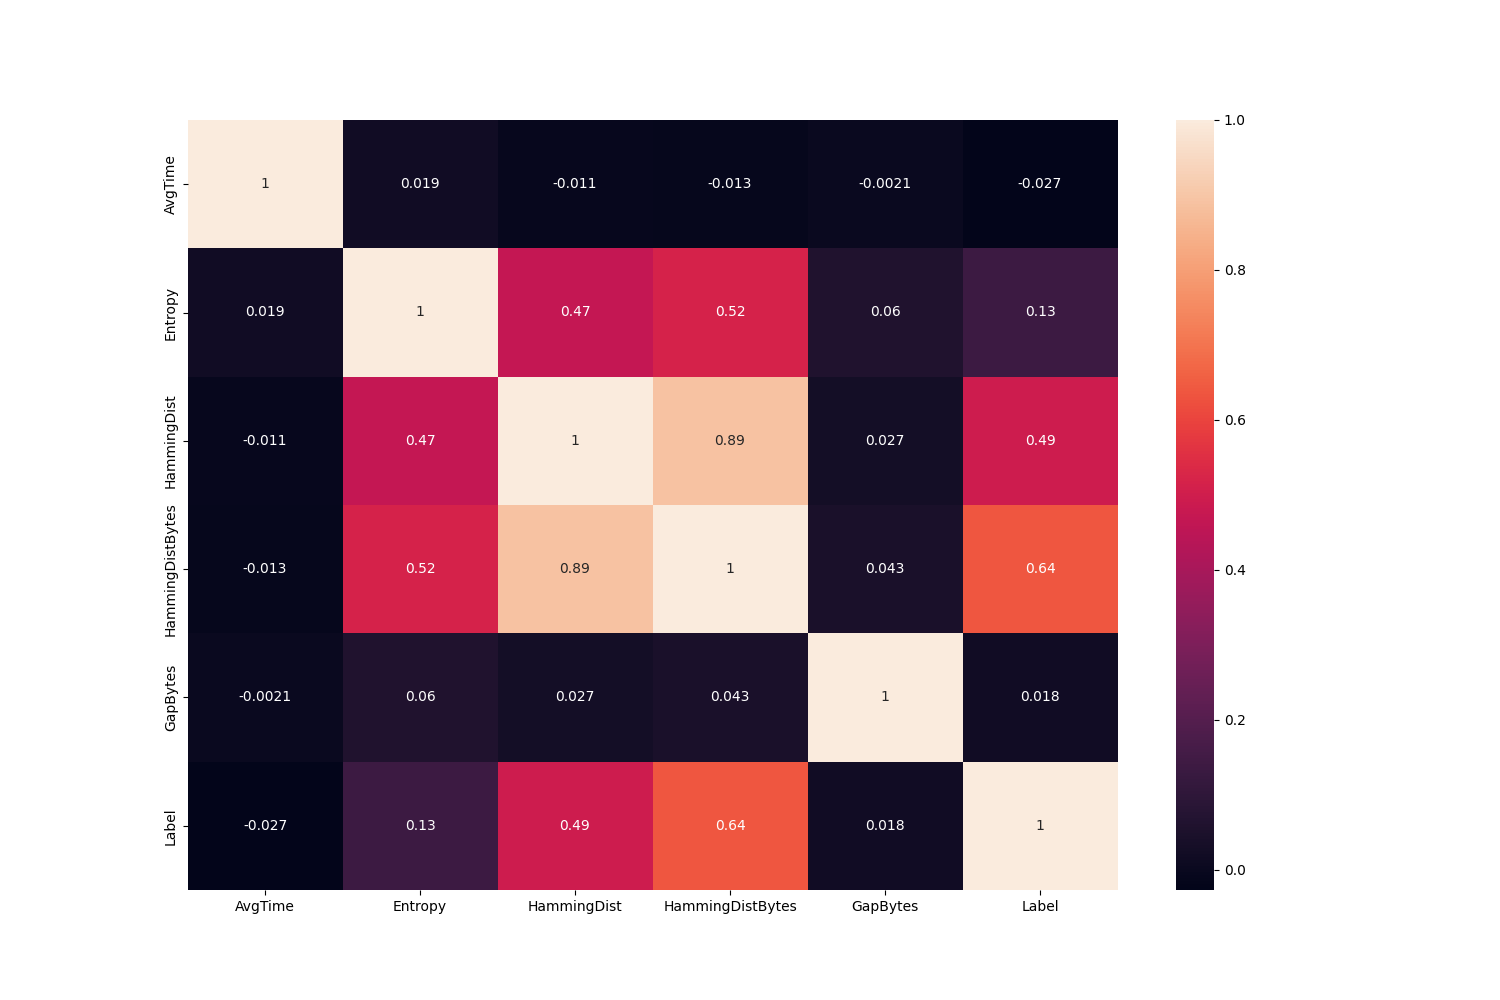 1.0
AvgTime 1 0.019 -0.011 -0.013 -0.0021 -0.027
0.8
Entropy 0.019 1 0.47 0.52 0.06 0.13
HammingDist -0.011 0.47 1 0.89 0.027 0.49
0.6
HammingDistBytes -0.013 0.52 0.89 1 0.043 0.64
0.4
GapBytes -0.0021 0.06 0.027 0.043 1 0.018
0.2
Label -0.027 0.13 0.49 0.64 0.018 1
0.0
AvgTime Entropy HammingDist HammingDistBytes GapBytes Label